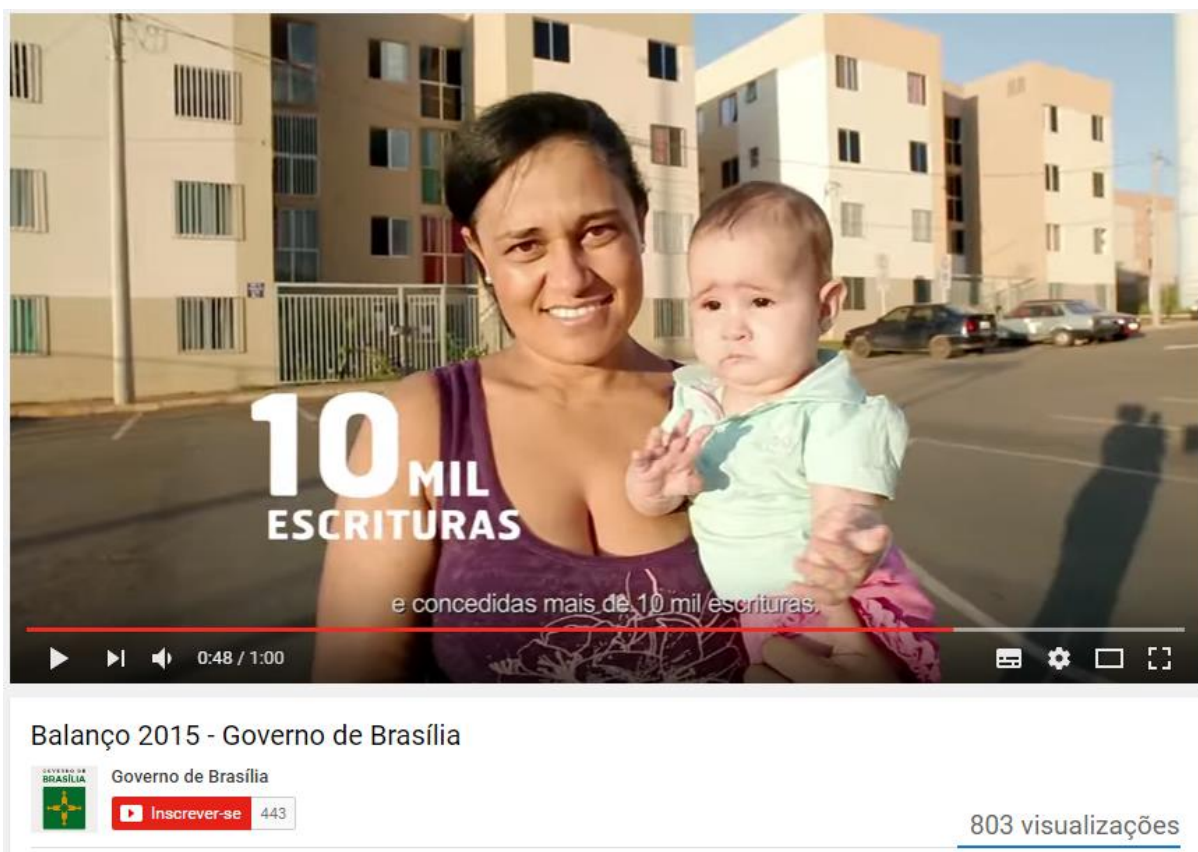 10 MIL
ESCRITURAS
e concedidas mais de 10 mil escrituras.
0:48 / 1:00
Balanço 2015 - Governo de Brasília
GOVERNO DE
BRASÍLIA
Governo de Brasília
Inscrever-se 443
803 visualizações